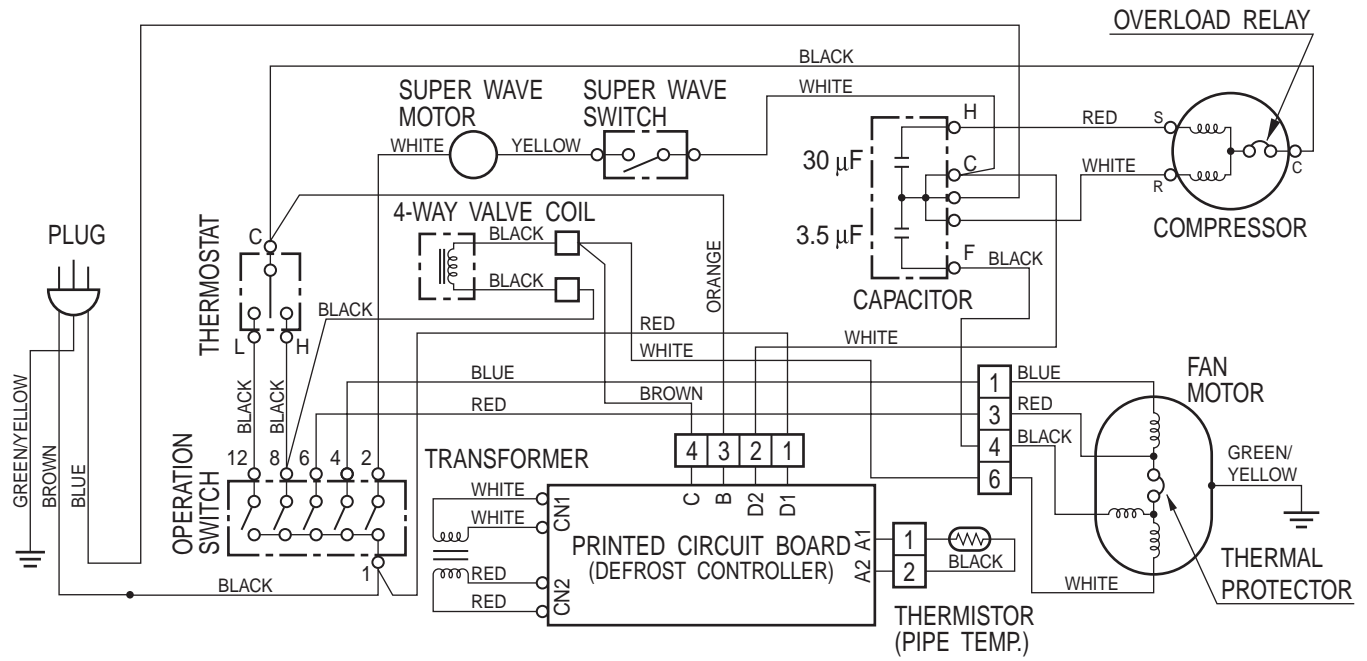 OVERLOAD RELAY
BLACK
SUPER WAVE
MOTOR
SUPER WAVE
SWITCH
WHITE
H
RED
S
WHITE
YELLOW
30 µF
C
WHITE
R
C
COMPRESSOR
4-WAY VALVE COIL
BLACK
3.5 µF
F
BLACK
CAPACITOR
PLUG
THERMOSTAT
C
BLACK
ORANGE
BLACK
L
H
RED
WHITE
WHITE
BLUE
BROWN
RED
BLACK
BLACK
1
3
4
6
BLUE
RED
BLACK
FAN
MOTOR
GREEN/
YELLOW
GREEN/YELLOW
BROWN
BLUE
12
8
6
4
2
OPERATION
SWITCH
1
BLACK
TRANSFORMER
WHITE
WHITE
RED
RED
CN1
CN2
4
3
2
1
C
B
D2
D1
PRINTED CIRCUIT BOARD
(DEFROST CONTROLLER)
A1
A2
1
2
BLACK
THERMISTOR
(PIPE TEMP.)
WHITE
THERMAL
PROTECTOR